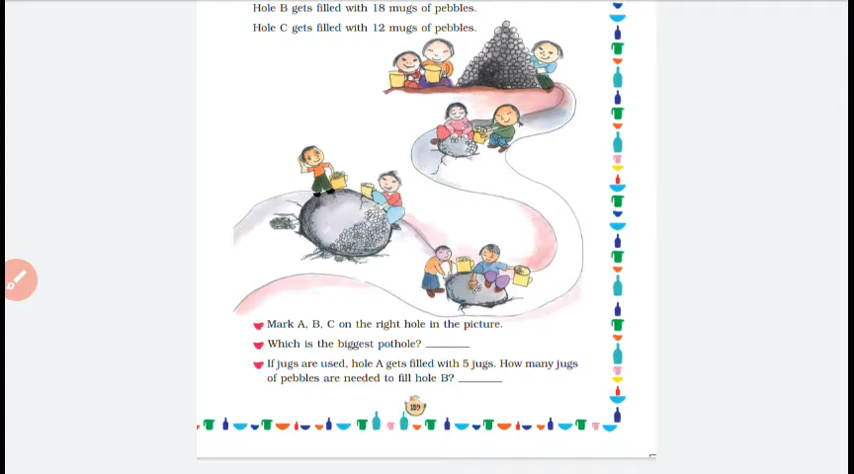 Hole B gets filled with 18 mugs of pebbles.
Hole C gets filled with 12 mugs of pebbles.
Mark A, B, C on the right hole in the picture.
Which is the biggest pothole? ________
If jugs are used, hole A gets filled with 5 jugs. How many jugs
of pebbles are needed to fill hole B? ________
159